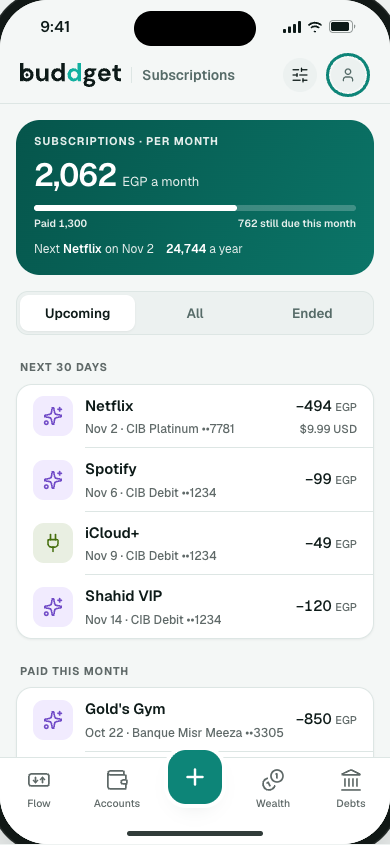 9:41
buddget
Subscriptions
SUBSCRIPTIONS · PER MONTH
2,062 EGP a month
Paid 1,300
762 still due this month
Next Netflix on Nov 2 24,744 a year
Upcoming
All
Ended
NEXT 30 DAYS
Netflix
−494 EGP
Nov 2 · CIB Platinum ••7781
$9.99 USD
Spotify
Nov 6 · CIB Debit ••1234
−99 EGP
iCloud+
Nov 9 · CIB Debit ••1234
−49 EGP
Shahid VIP
Nov 14 · CIB Debit ••1234
−120 EGP
PAID THIS MONTH
Gold's Gym
Oct 22 · Banque Misr Meeza ••3305
−850 EGP
Flow
Accounts
Wealth
Debts